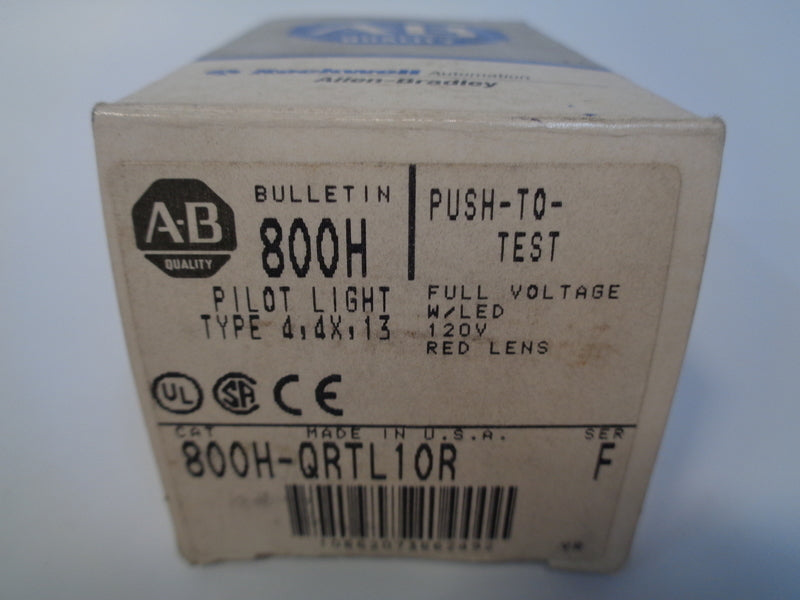 A-B
QUALITY
Rockwell Automation
Allen-Bradley
A-B
QUALITY
BULLETIN
800H
PILOT LIGHT
TYPE 4,4X,13
PUSH-TO-
TEST
FULL VOLTAGE
W/LED
120V
RED LENS
UL SA CE
CAT MADE IN U.S.A. SER
800H-QRTL10R F